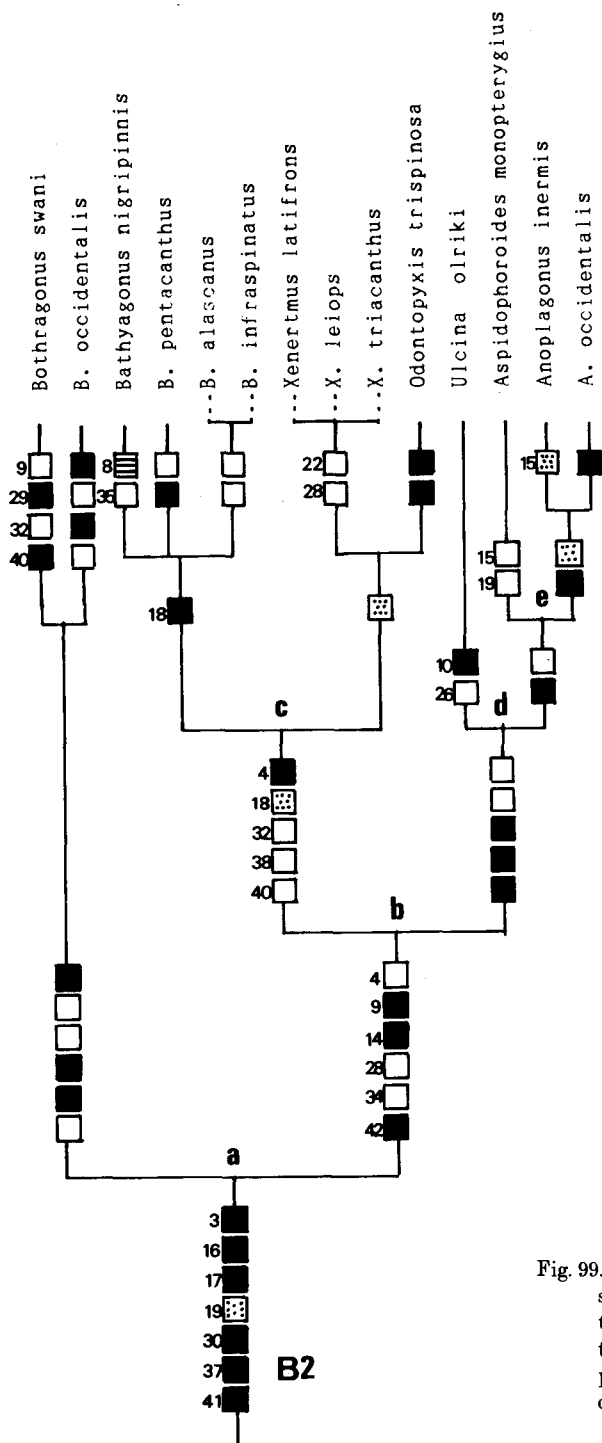 Bothragonus swani
B. occidentalis
Bathyagonus nigripinnis
B. pentacanthus
B. alascanus
B. infraspinatus
Xenertmus latifrons
X. leiops
X. triacanthus
Odontopyxis trispinosa
Ulcina olriki
Aspidophoroides monopterygius
Anoplagonus inermis
A. occidentalis
9
29
32
40
8
35
22
28
15
15
19
e
18
10
26
c
d
4
18
32
38
40
b
4
9
14
28
34
42
a
3
16
17
19
30
37
41
B2
Fig. 99.
s
t
t
p
c